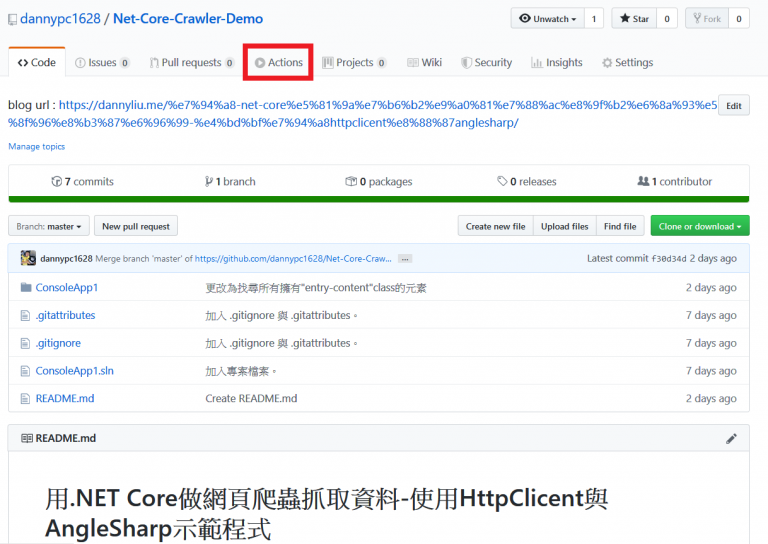 dannypc1628 / Net-Core-Crawler-Demo
Unwatch 1 Star 0 Fork 0
Code Issues 0 Pull requests 0 Actions Projects 0 Wiki Security Insights Settings
blog url : https://dannyliu.me/%e7%94%a8-net-core%e5%81%9a%e7%b6%b2%e9%a0%81%e7%88%ac%e8%9f%b2%e6%8a%93%e5 Edit
%8f%96%e8%b3%87%e6%96%99-%e4%bd%bf%e7%94%a8httpclicent%e8%88%87anglesharp/
Manage topics
7 commits 1 branch 0 packages 0 releases 1 contributor
Branch: master New pull request Create new file Upload files Find file Clone or download
dannypc1628 Merge branch 'master' of https://github.com/dannypc1628/Net-Core-Craw... ... Latest commit f30d34d 2 days ago
ConsoleApp1 更改為找尋所有擁有"entry-content"class的元素 2 days ago
.gitattributes 加入 .gitignore 與 .gitattributes。 7 days ago
.gitignore 加入 .gitignore 與 .gitattributes。 7 days ago
ConsoleApp1.sln 加入專案檔案。 7 days ago
README.md Create README.md 2 days ago
README.md
用.NET Core做網頁爬蟲抓取資料-使用HttpClicent與
AngleSharp示範程式